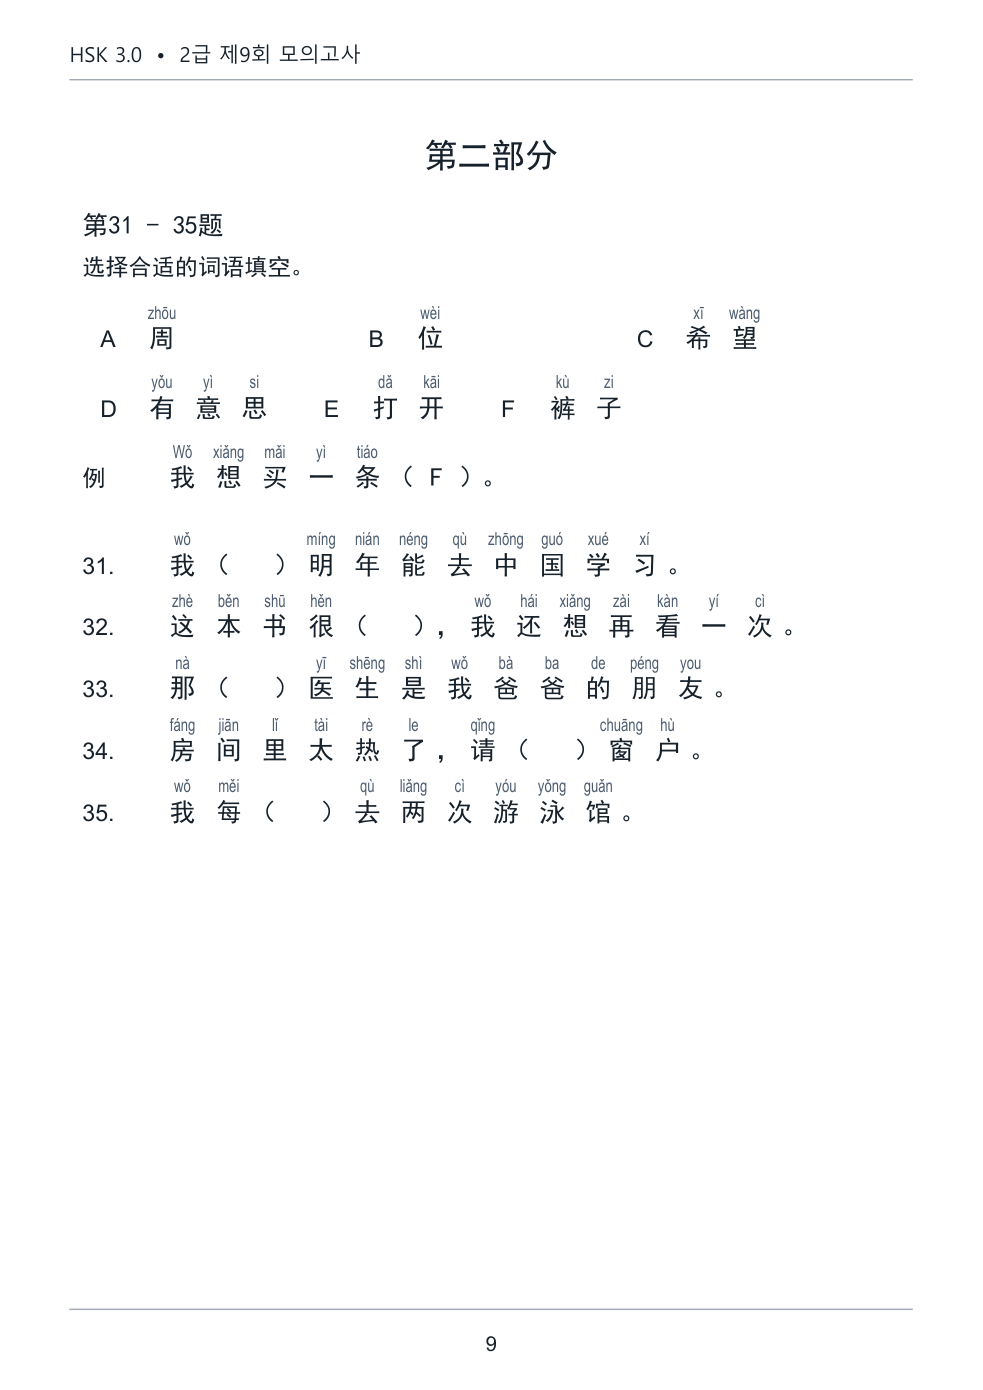 HSK 3.0 • 2급 제9회 모의고사
第二部分
第31 – 35题
选择合适的词语填空。
zhōu wèi xī wàng
A 周 B 位 C 希 望
yǒu yì si dǎ kāi kù zi
D 有 意 思 E 打 开 F 裤 子
Wǒ xiǎng mǎi yì tiáo
例 我 想 买 一 条 （ F ）。
wǒ míng nián néng qù zhōng guó xué xí
31. 我 （ ） 明 年 能 去 中 国 学 习 。
zhè běn shū hěn wǒ hái xiǎng zài kàn yí cì
32. 这 本 书 很 （ ）， 我 还 想 再 看 一 次 。
nà yī shēng shì wǒ bà ba de péng you
33. 那 （ ） 医 生 是 我 爸 爸 的 朋 友 。
fáng jiān lǐ tài rè le qǐng chuāng hù
34. 房 间 里 太 热 了 ， 请 （ ） 窗 户 。
wǒ měi qù liǎng cì yóu yǒng guǎn
35. 我 每 （ ） 去 两 次 游 泳 馆 。
9